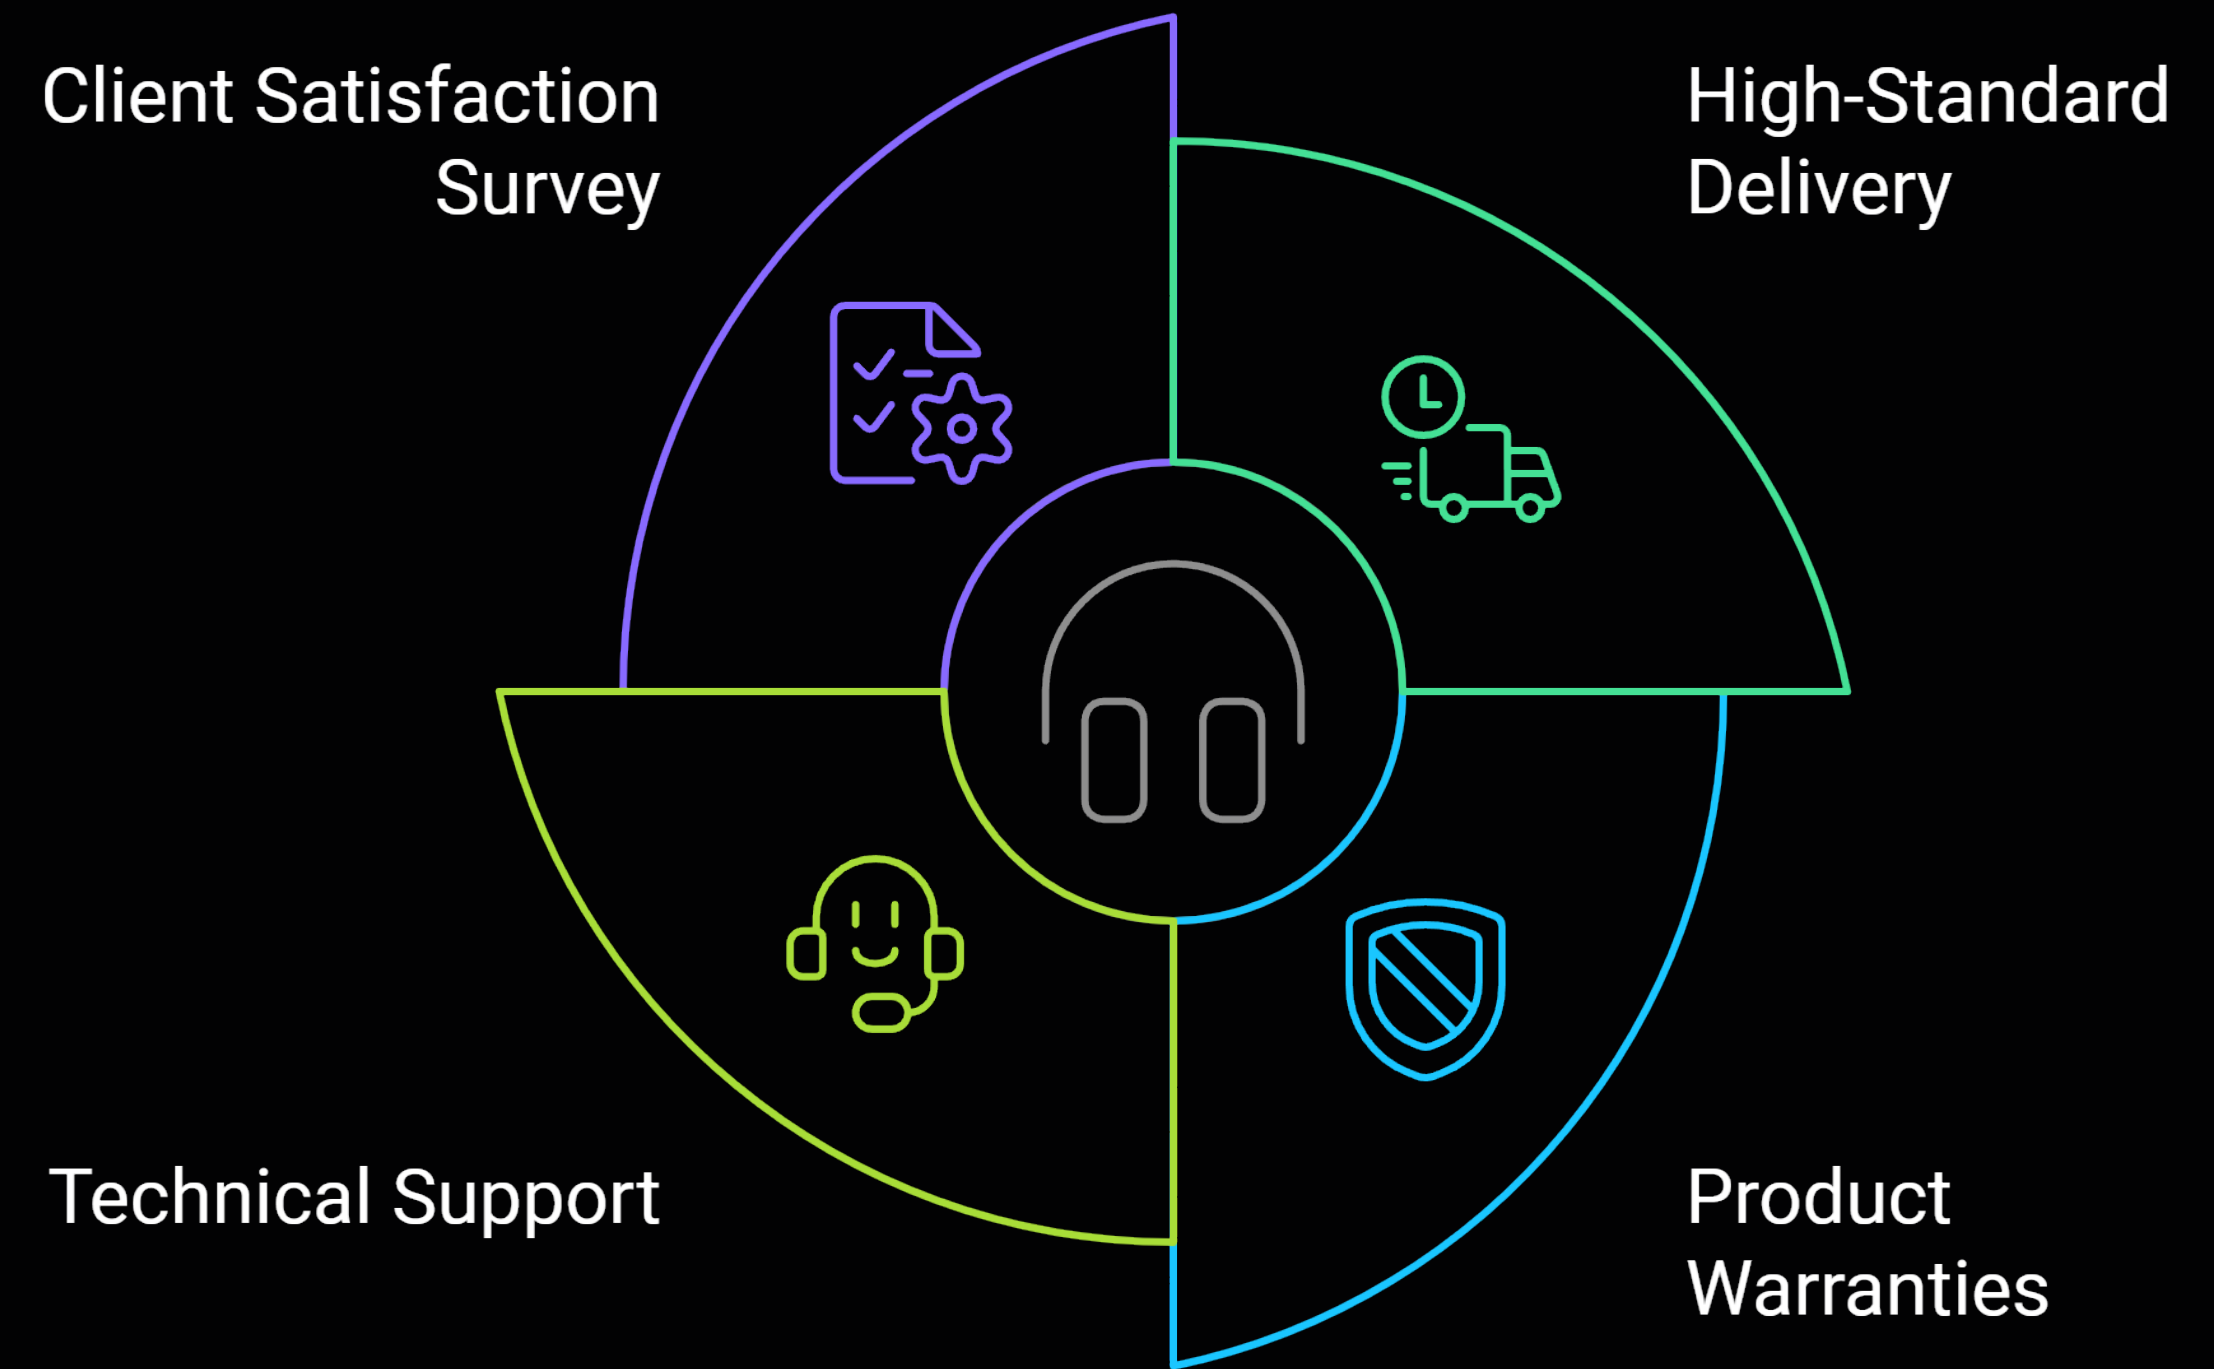 Client Satisfaction
Survey
High-Standard
Delivery
Technical Support
Product
Warranties